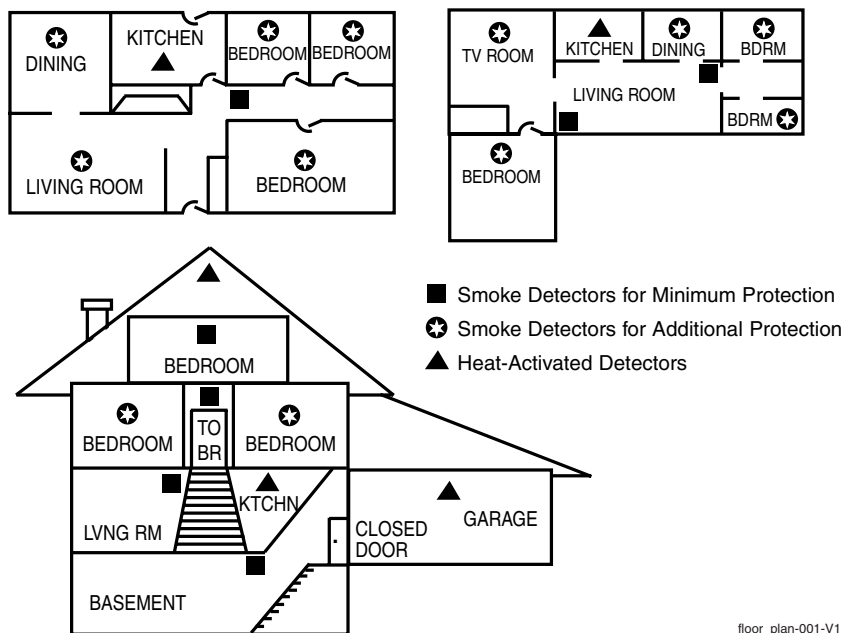 KITCHEN
BEDROOM
BEDROOM
DINING
LIVING ROOM
BEDROOM
TV ROOM
KITCHEN
DINING
BDRM
LIVING ROOM
BDRM
BEDROOM
Smoke Detectors for Minimum Protection
Smoke Detectors for Additional Protection
Heat-Activated Detectors
BEDROOM
BEDROOM
TO
BR
BEDROOM
LVNG RM
KTCHN
CLOSED
DOOR
GARAGE
BASEMENT
floor_plan-001-V1